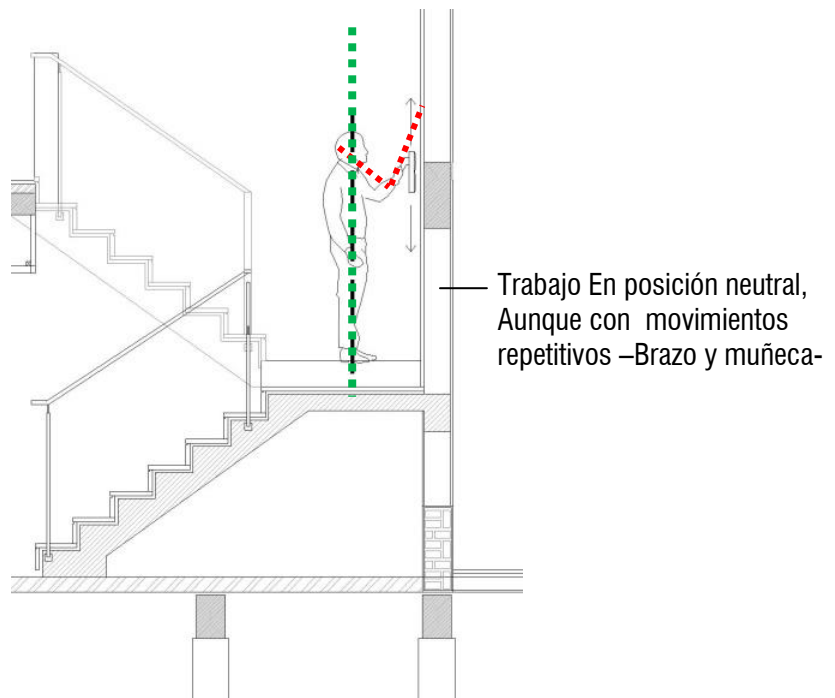 Trabajo En posición neutral,
Aunque con movimientos
repetitivos –Brazo y muñeca-